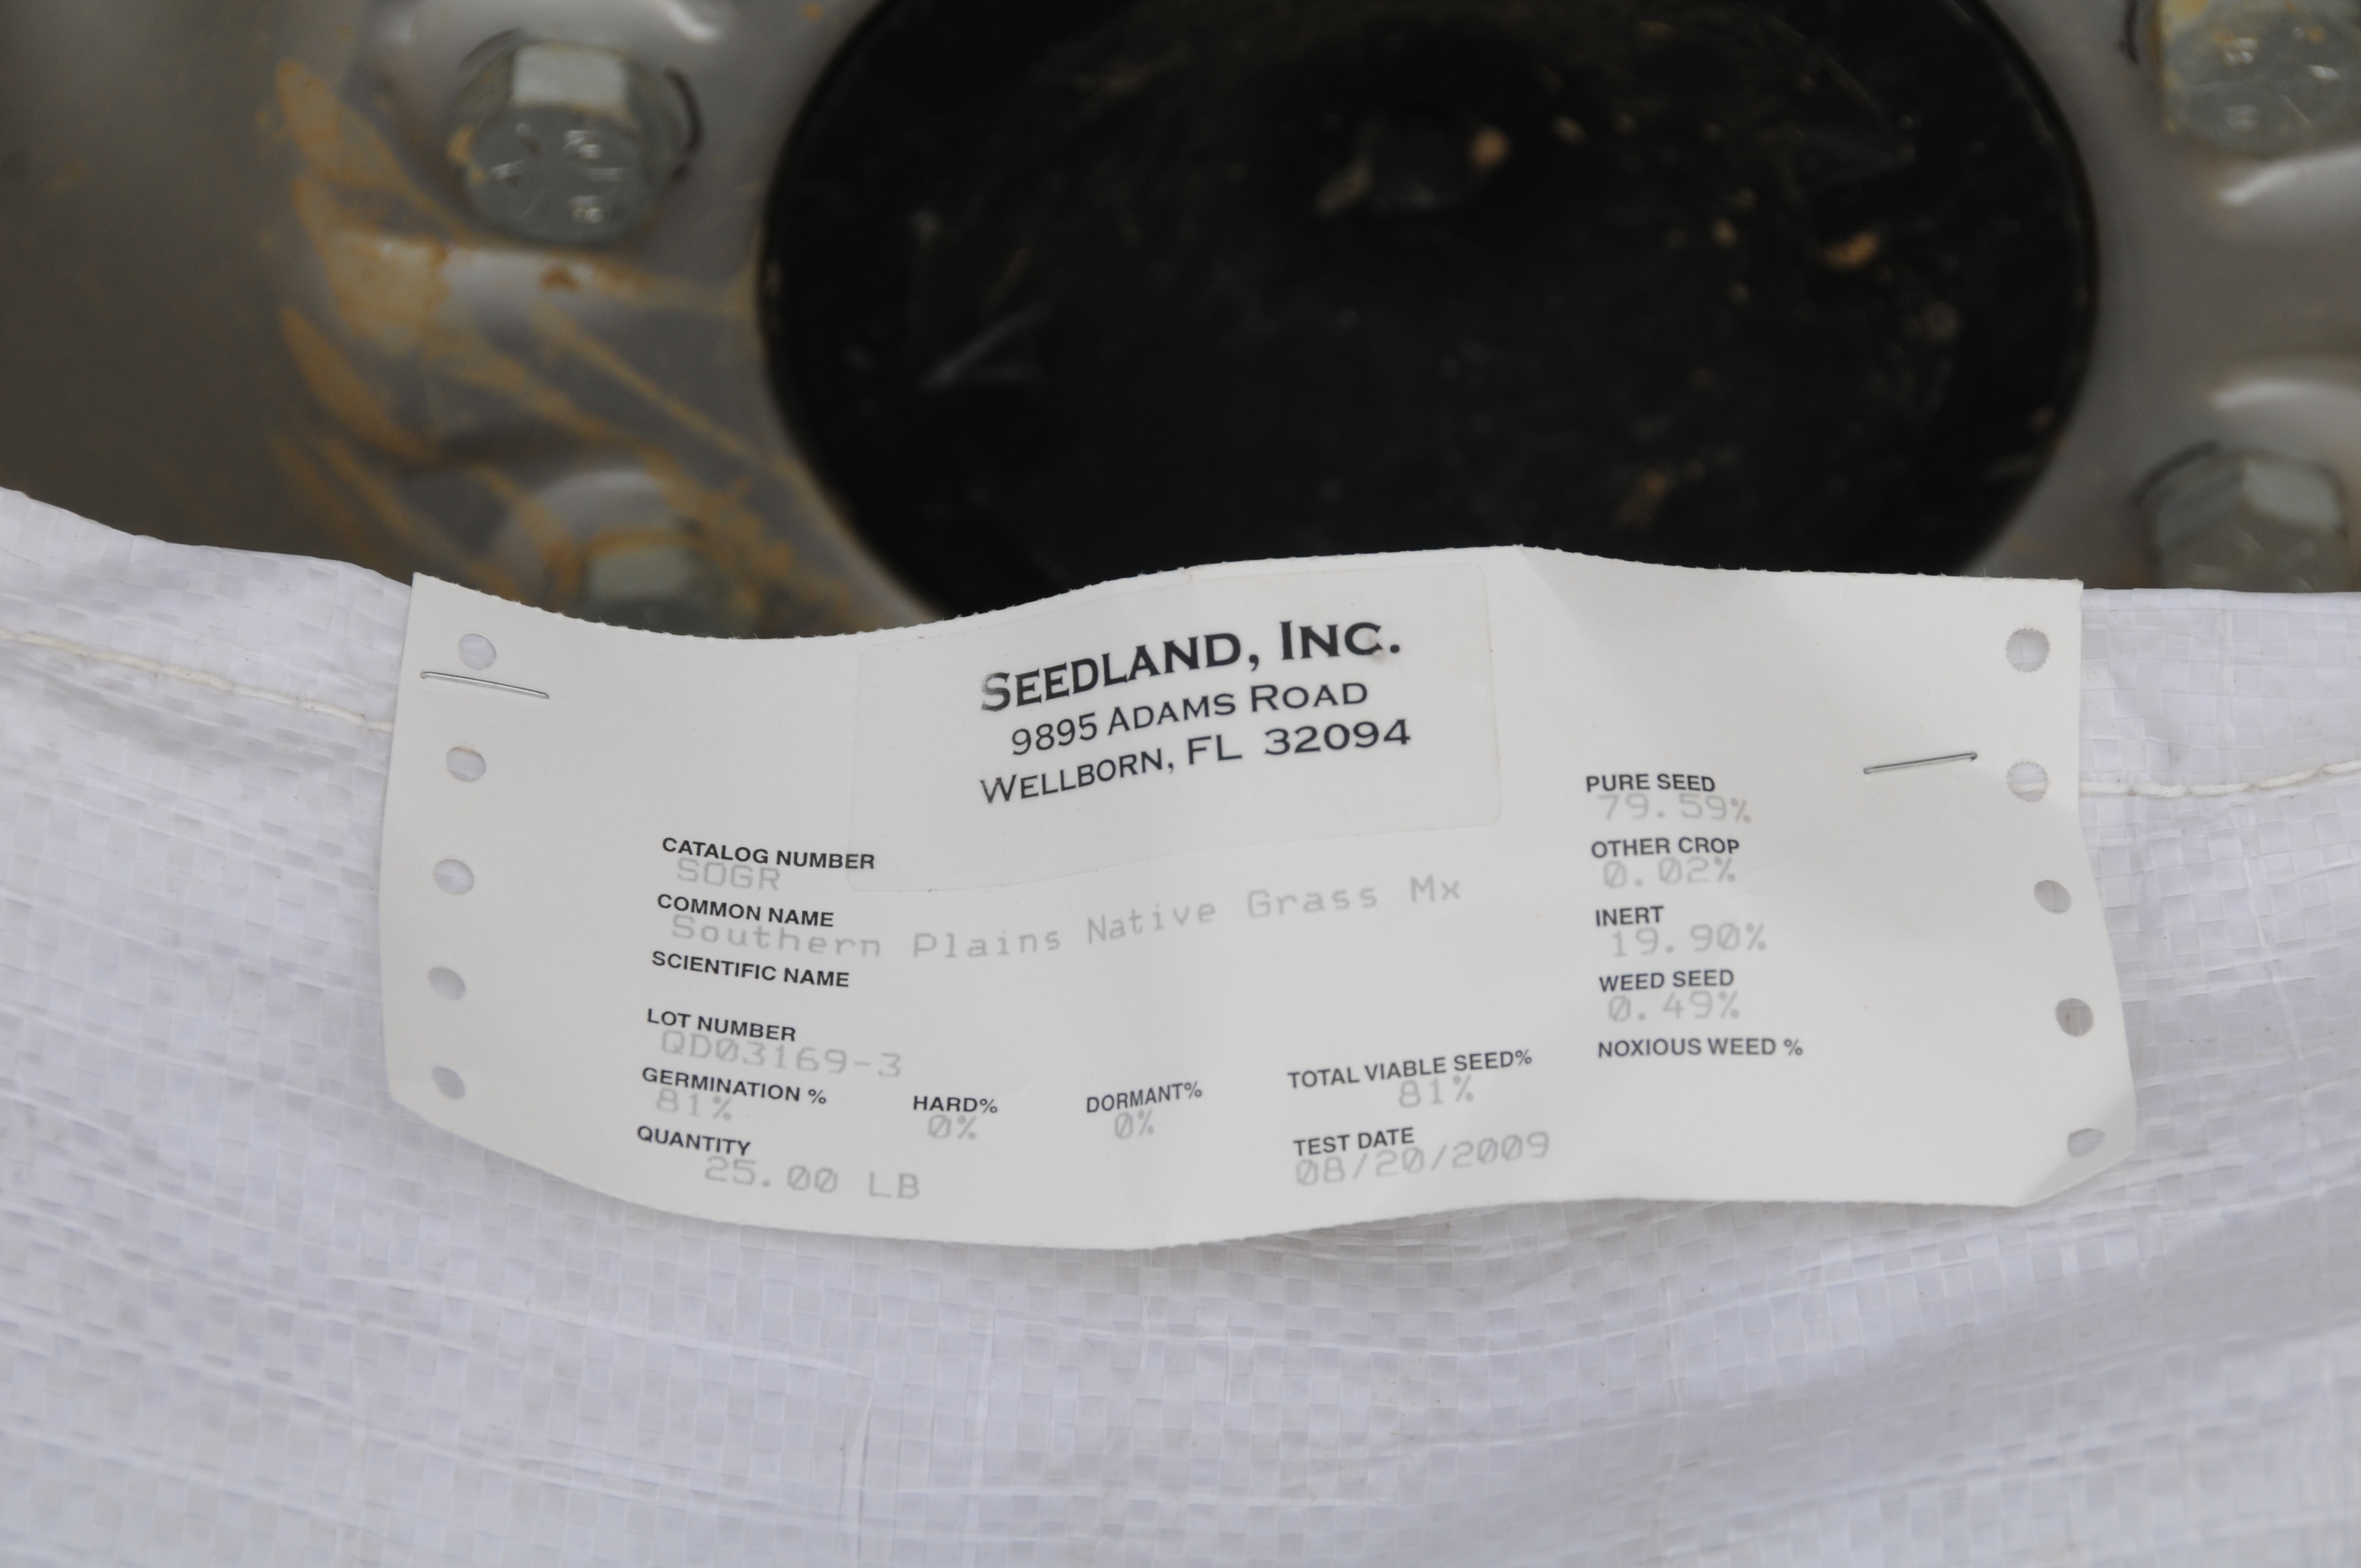 SEEDLAND, INC.
9895 ADAMS ROAD
WELLBORN, FL 32094
CATALOG NUMBER
SOGR
COMMON NAME
Southern Plains Native Grass Mx
SCIENTIFIC NAME
LOT NUMBER
QD03169-3
GERMINATION % HARD% DORMANT% TOTAL VIABLE SEED%
81% 0% 0% 81%
QUANTITY TEST DATE
25.00 LB 08/20/2009
PURE SEED
79.59%
OTHER CROP
0.02%
INERT
19.90%
WEED SEED
0.49%
NOXIOUS WEED %